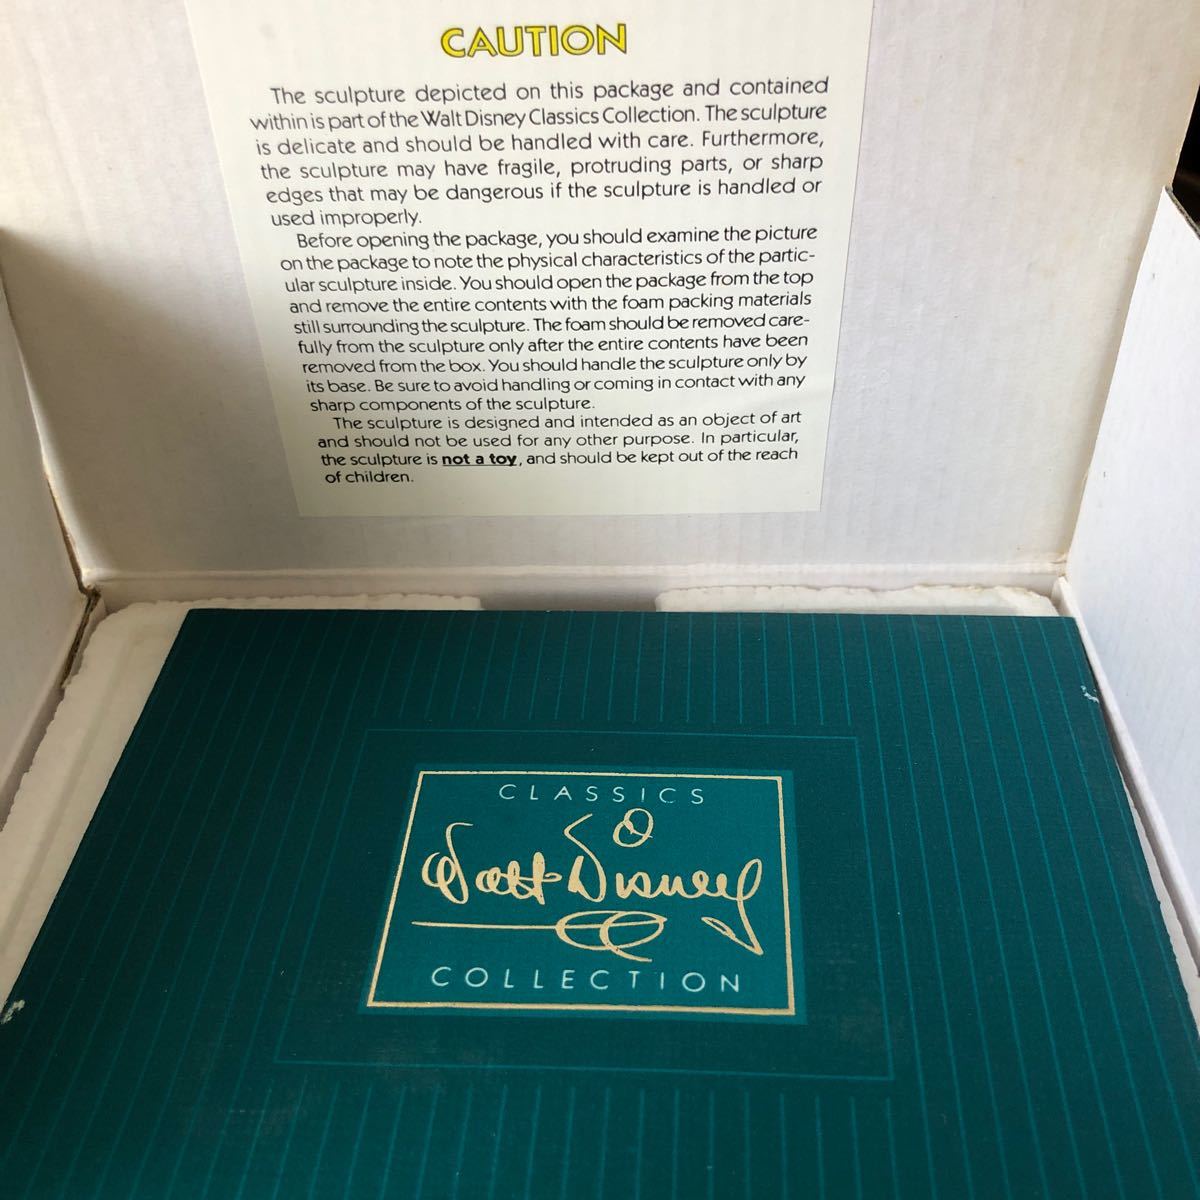 CAUTION
The sculpture depicted on this package and contained
within is part of the Walt Disney Classics Collection. The sculpture
is delicate and should be handled with care. Furthermore,
the sculpture may have fragile, protruding parts, or sharp
edges that may be dangerous if the sculpture is handled or
used improperly.
Before opening the package, you should examine the picture
on the package to note the physical characteristics of the partic-
ular sculpture inside. You should open the package from the top
and remove the entire contents with the foam packing materials
still surrounding the sculpture. The foam should be removed care-
fully from the sculpture only after the entire contents have been
removed from the box. You should handle the sculpture only by
its base. Be sure to avoid handling or coming in contact with any
sharp components of the sculpture.
The sculpture is designed and intended as an object of art
and should not be used for any other purpose. In particular,
the sculpture is not a toy, and should be kept out of the reach
of children.
CLASSICS
Walt Disney
COLLECTION